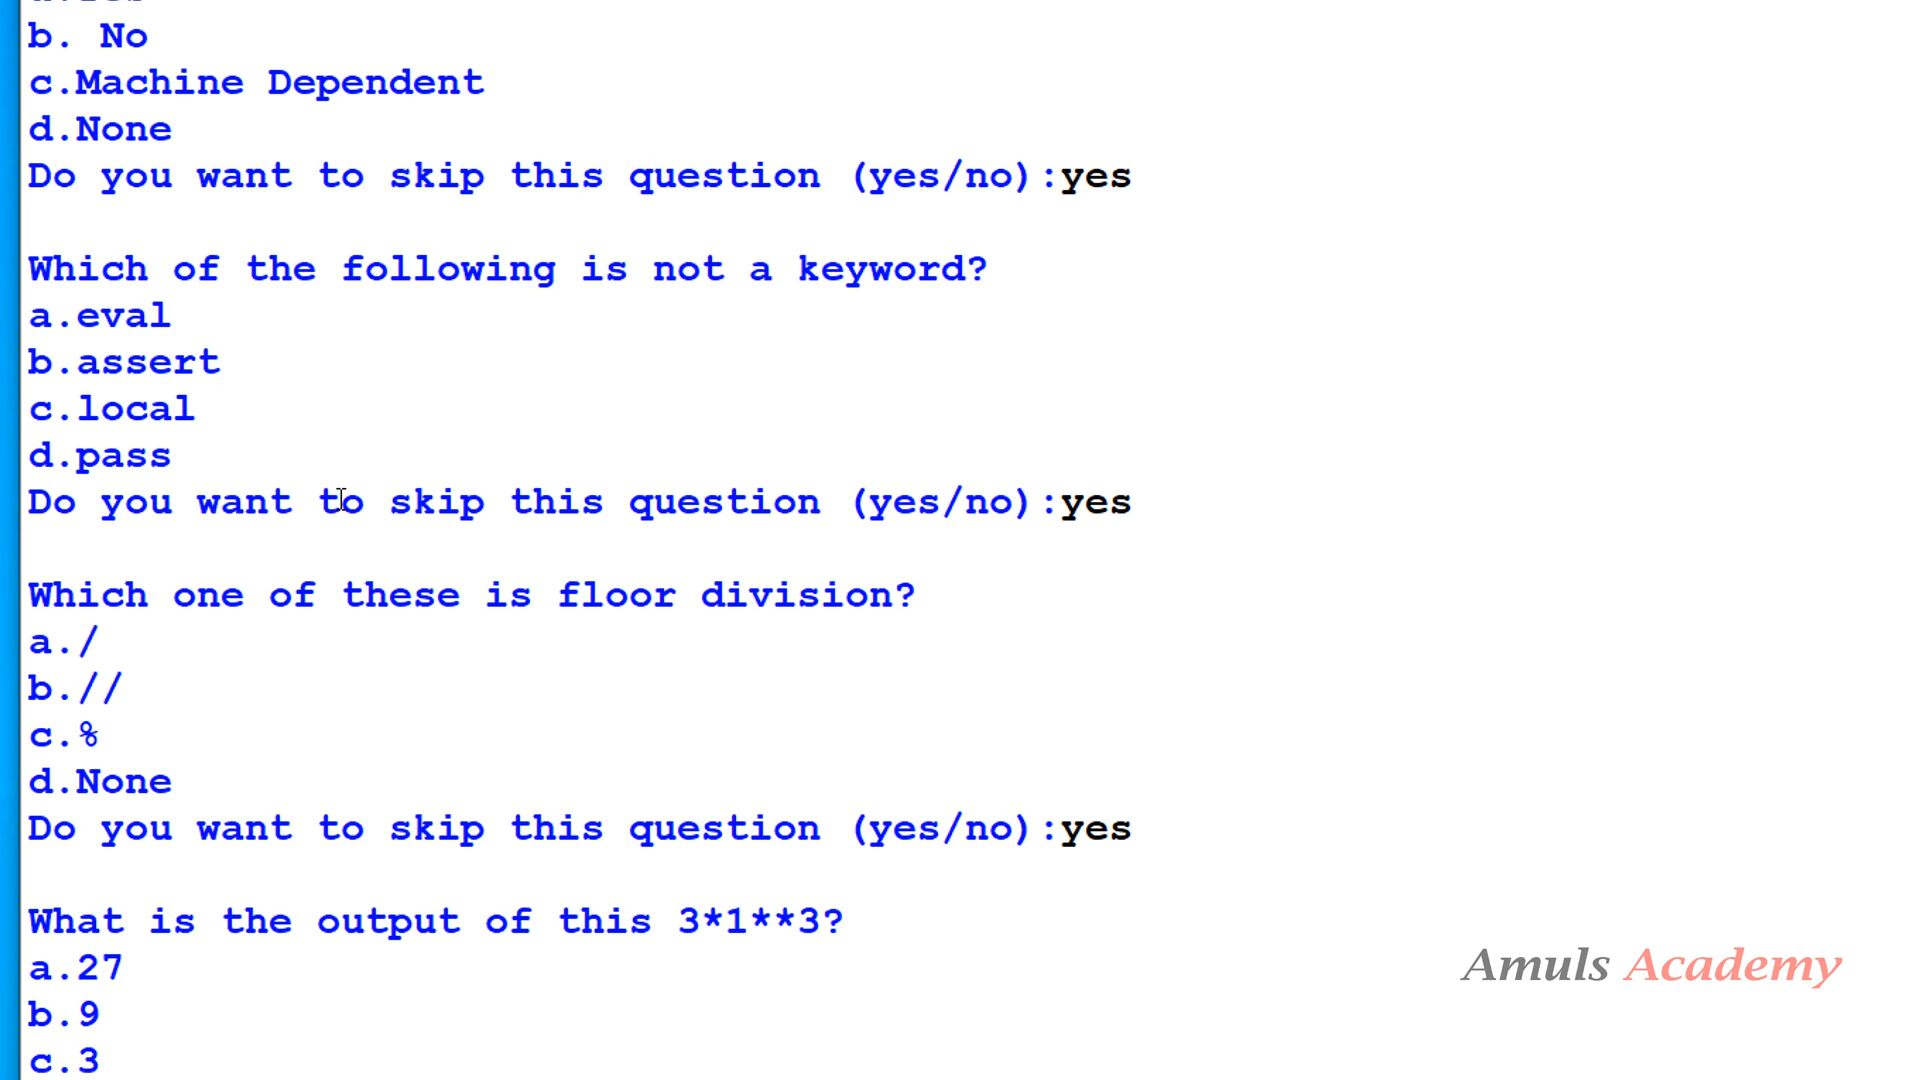 b. No
c.Machine Dependent
d.None
Do you want to skip this question (yes/no):yes
Which of the following is not a keyword?
a.eval
b.assert
c.local
d.pass
Do you want to skip this question (yes/no):yes
Which one of these is floor division?
a./
b.//
c.%
d.None
Do you want to skip this question (yes/no):yes
What is the output of this 3*1**3?
a.27
b.9
c.3
Amuls Academy